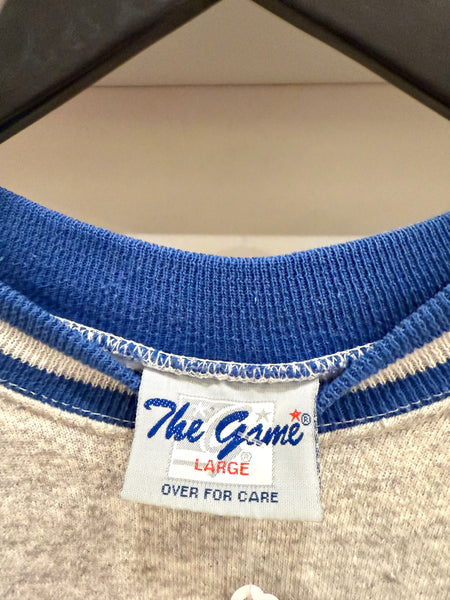 The Game®
LARGE ®
OVER FOR CARE